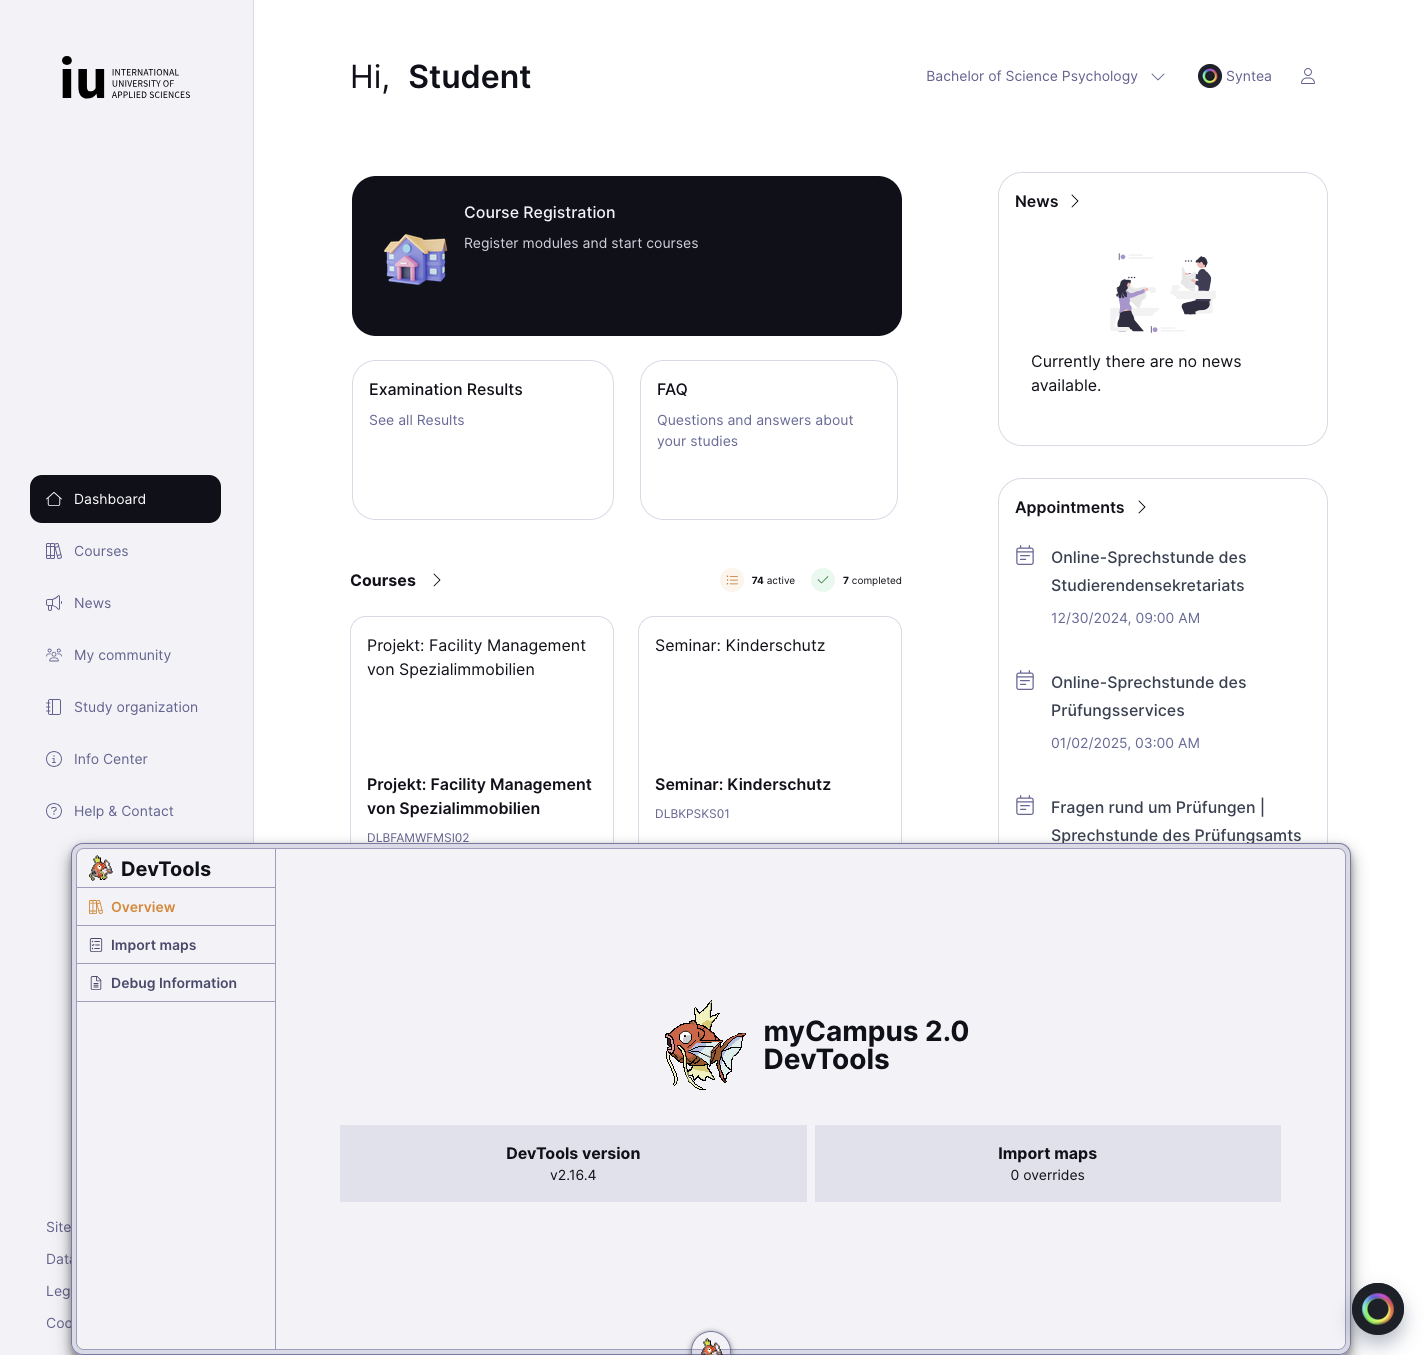 iu INTERNATIONAL
UNIVERSITY OF
APPLIED SCIENCES
Dashboard
Courses
News
My community
Study organization
Info Center
Help & Contact
Hi, Student
Bachelor of Science Psychology
Syntea
Course Registration
Register modules and start courses
Examination Results
See all Results
FAQ
Questions and answers about
your studies
Courses
74 active
7 completed
Projekt: Facility Management
von Spezialimmobilien
Projekt: Facility Management
von Spezialimmobilien
DLBFAMWFMSI02
Seminar: Kinderschutz
Seminar: Kinderschutz
DLBKPSKS01
News
Currently there are no news
available.
Appointments
Online-Sprechstunde des
Studierendensekretariats
12/30/2024, 09:00 AM
Online-Sprechstunde des
Prüfungsservices
01/02/2025, 03:00 AM
Fragen rund um Prüfungen |
Sprechstunde des Prüfungsamts
DevTools
Overview
Import maps
Debug Information
myCampus 2.0
DevTools
DevTools version
v2.16.4
Import maps
0 overrides
Site